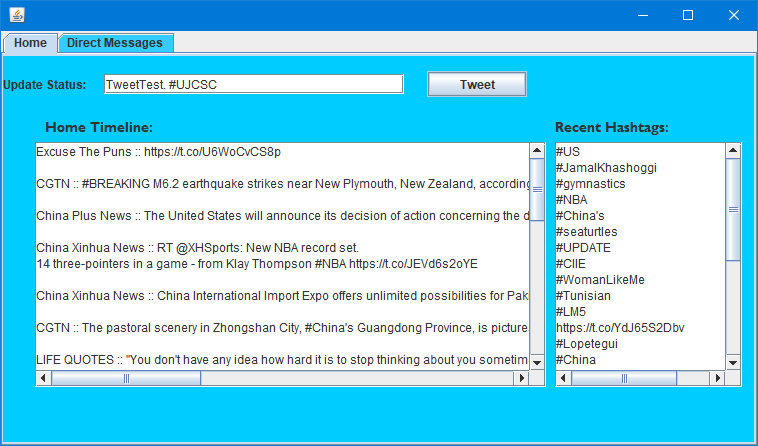 Home Direct Messages
Update Status: TweetTest. #UJCSC Tweet
Home Timeline:
Excuse The Puns :: https://t.co/U6WoCvCS8p
CGTN :: #BREAKING M6.2 earthquake strikes near New Plymouth, New Zealand, according
China Plus News :: The United States will announce its decision of action concerning the d
China Xinhua News :: RT @XHSports: New NBA record set.
14 three-pointers in a game - from Klay Thompson #NBA https://t.co/JEVd6s2oYE
China Xinhua News :: China International Import Expo offers unlimited possibilities for Pak
CGTN :: The pastoral scenery in Zhongshan City, #China's Guangdong Province, is picture
LIFE QUOTES :: "You don't have any idea how hard it is to stop thinking about you sometim
Recent Hashtags:
#US
#JamalKhashoggi
#gymnastics
#NBA
#China's
#seaturtles
#UPDATE
#CIIE
#WomanLikeMe
#Tunisian
#LM5
https://t.co/YdJ65S2Dbv
#Lopetegui
#China